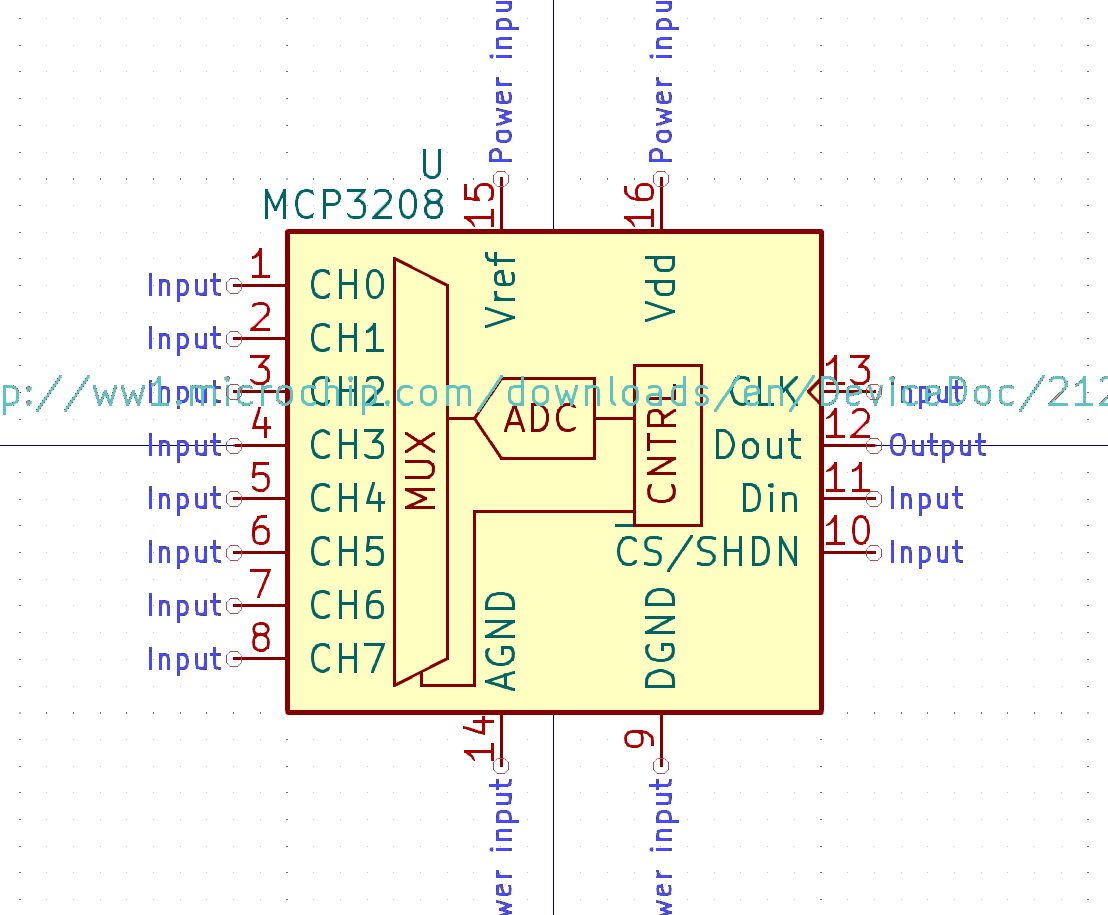 Power input
Power input
U
MCP3208
15
16
Vref
Vdd
Input 1 CH0
Input 2 CH1
Input 3 CH2
Input 4 CH3
Input 5 CH4
Input 6 CH5
Input 7 CH6
Input 8 CH7
MUX
ADC
CNTRL
p://ww1.microchip.com/downloads/en/DeviceDoc/212
CLK 13 Input
Dout 12 Output
Din 11 Input
CS/SHDN 10 Input
AGND
DGND
14
9
wer input
wer input